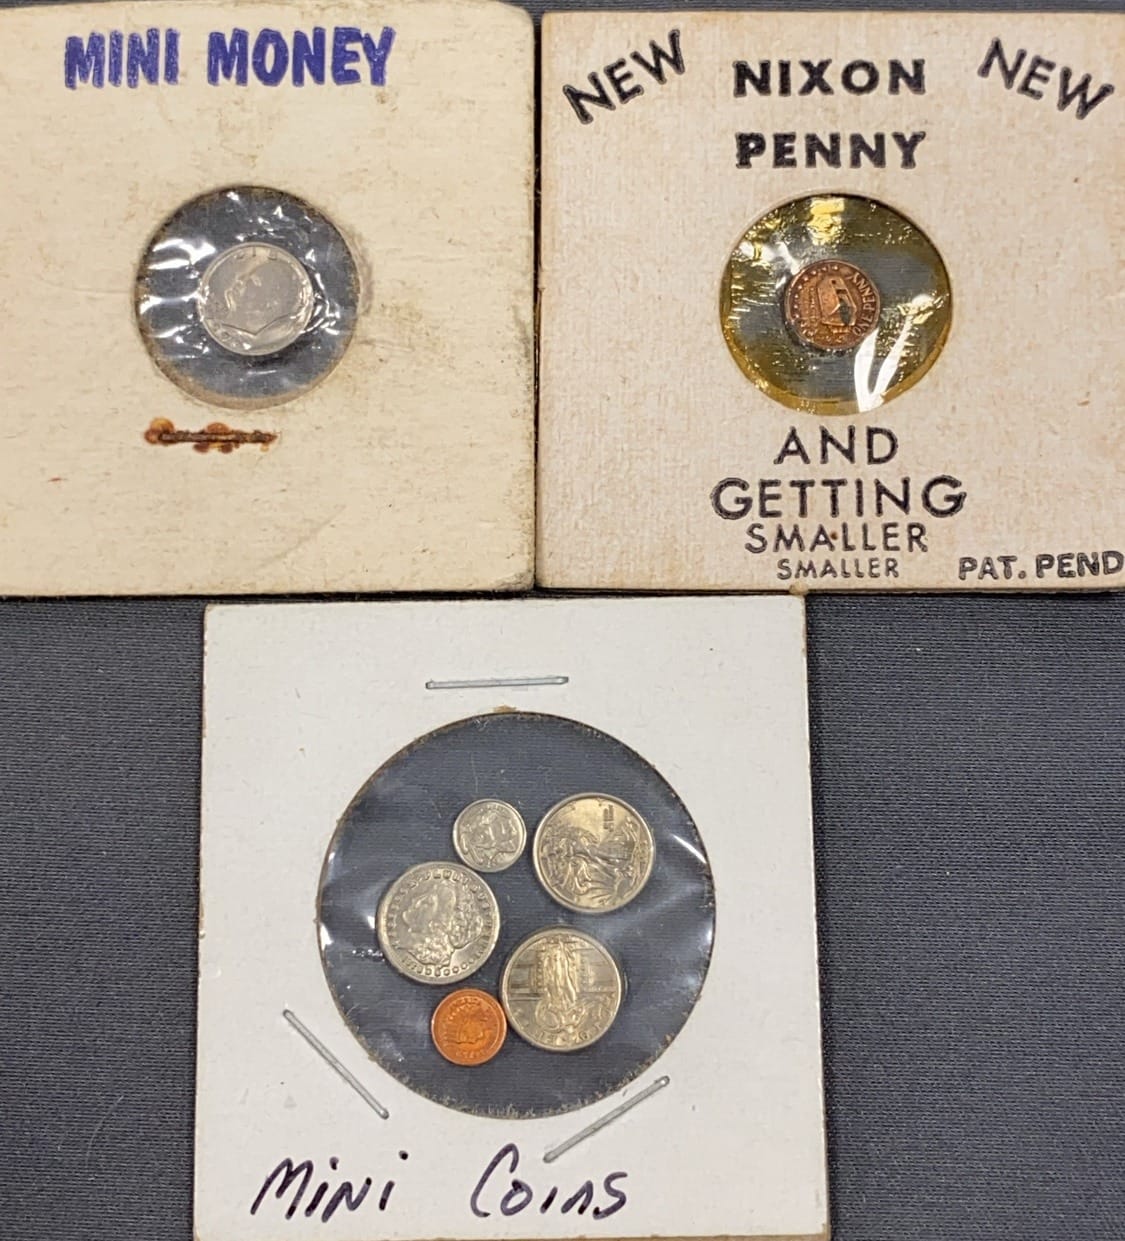 MINI MONEY
NEW NIXON NEW
PENNY
AND
GETTING
SMALLER
SMALLER
PAT. PEND
Mini Coins